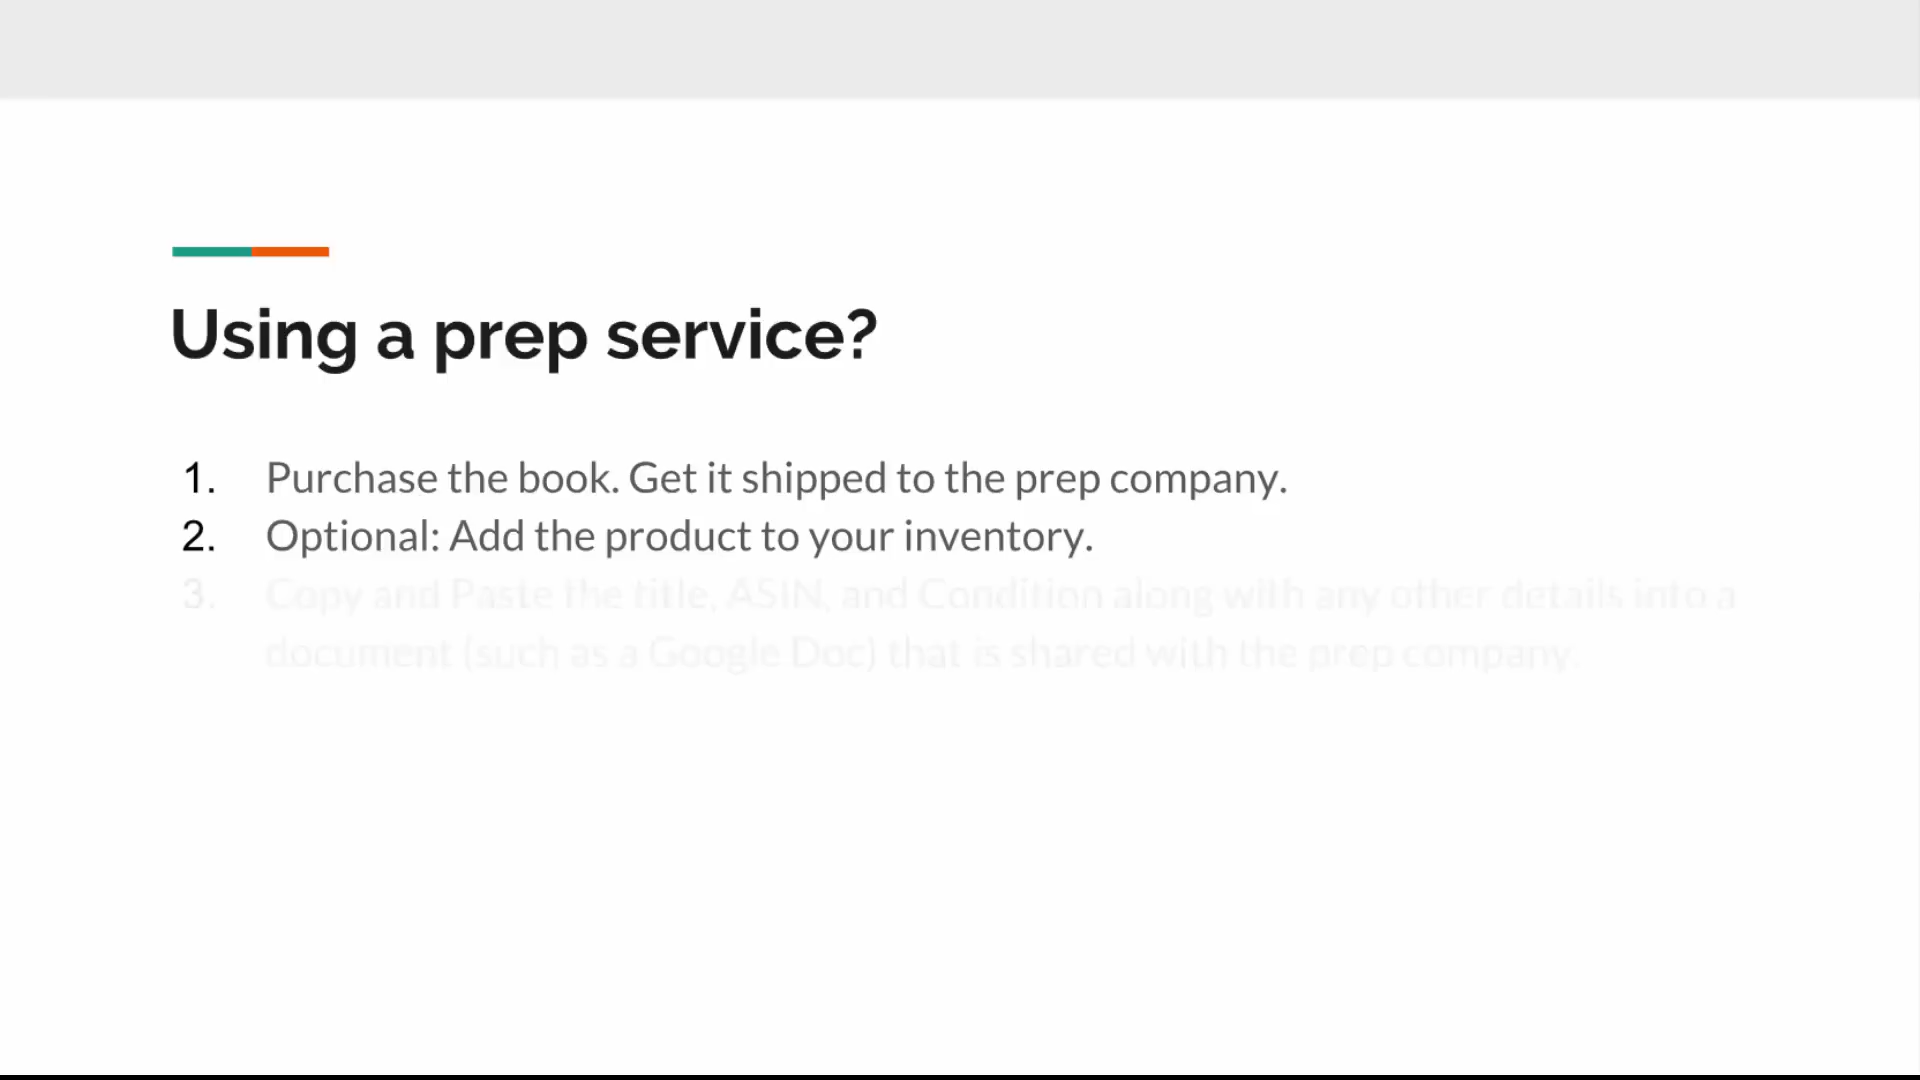 Using a prep service?
1. Purchase the book. Get it shipped to the prep company.
2. Optional: Add the product to your inventory.
3. Copy and Paste the title, ASIN, and Condition along with any other details into a
document (such as a Google Doc) that is shared with the prep company.